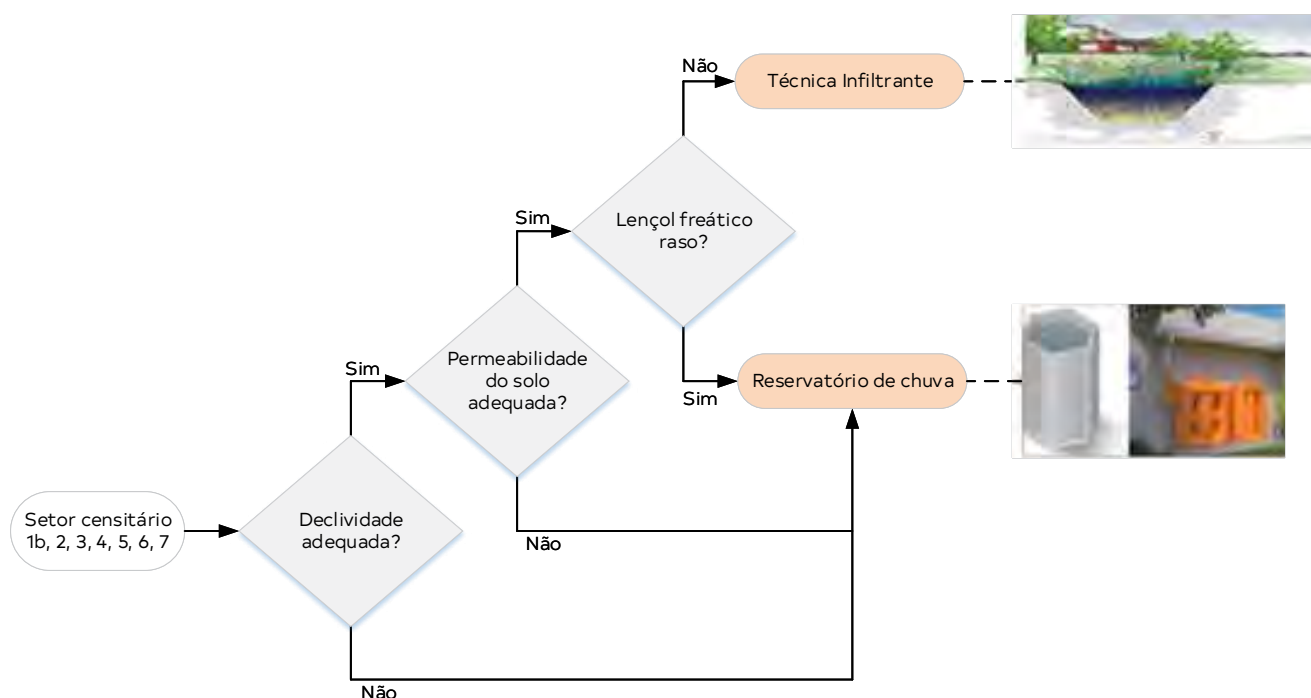 Não
Técnica Infiltrante
Sim
Lençol freático
raso?
Sim
Permeabilidade
do solo
adequada?
Sim
Reservatório de chuva
Setor censitário
1b, 2, 3, 4, 5, 6, 7
Declividade
adequada?
Não
Não